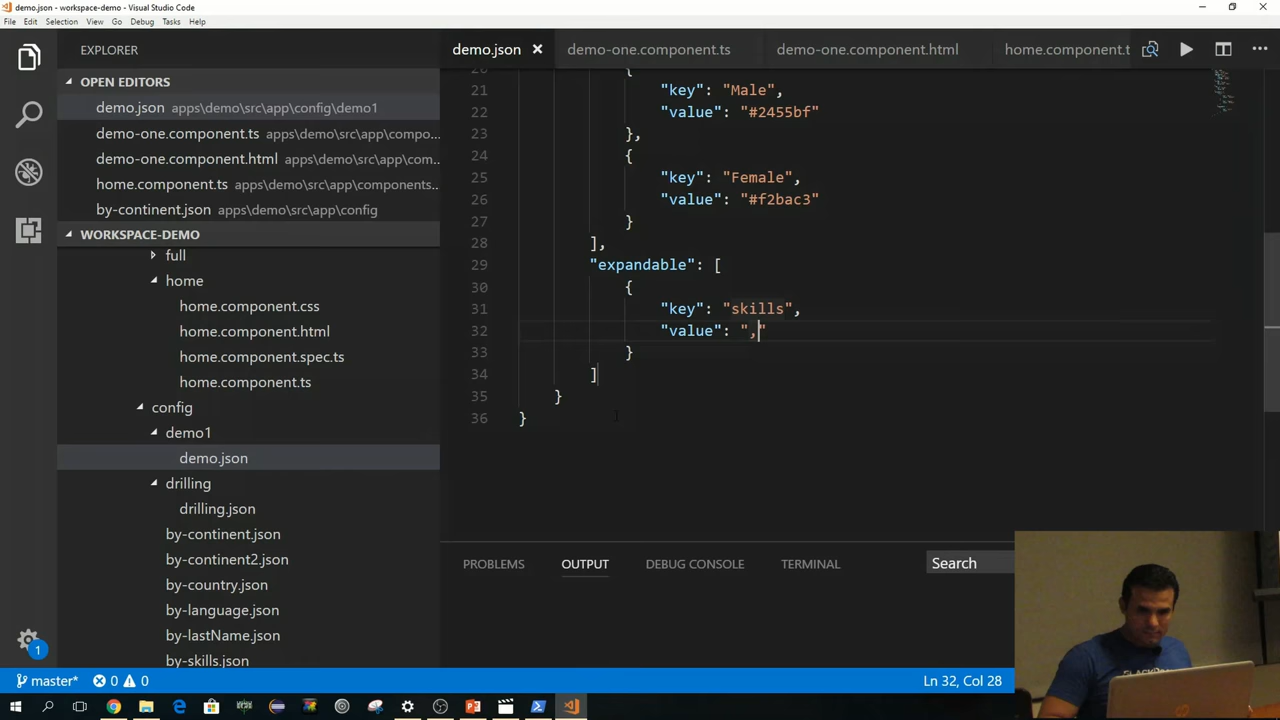 demo.json - workspace-demo - Visual Studio Code
File Edit Selection View Go Debug Tasks Help
EXPLORER
OPEN EDITORS
demo.json apps\demo\src\app\config\demo1
demo-one.component.ts apps\demo\src\app\compo...
demo-one.component.html apps\demo\src\app\com...
home.component.ts apps\demo\src\app\components...
by-continent.json apps\demo\src\app\config
WORKSPACE-DEMO
full
home
home.component.css
home.component.html
home.component.spec.ts
home.component.ts
config
demo1
demo.json
drilling
drilling.json
by-continent.json
by-continent2.json
by-country.json
by-language.json
by-lastName.json
by-skills.json
demo.json demo-one.component.ts demo-one.component.html home.component.t
20 {
21 "key": "Male",
22 "value": "#2455bf"
23 },
24 {
25 "key": "Female",
26 "value": "#f2bac3"
27 }
28 ],
29 "expandable": [
30 {
31 "key": "skills",
32 "value": ","
33 }
34 ]
35 }
36 }
PROBLEMS OUTPUT DEBUG CONSOLE TERMINAL Search
1
master* 0 0 Ln 32, Col 28